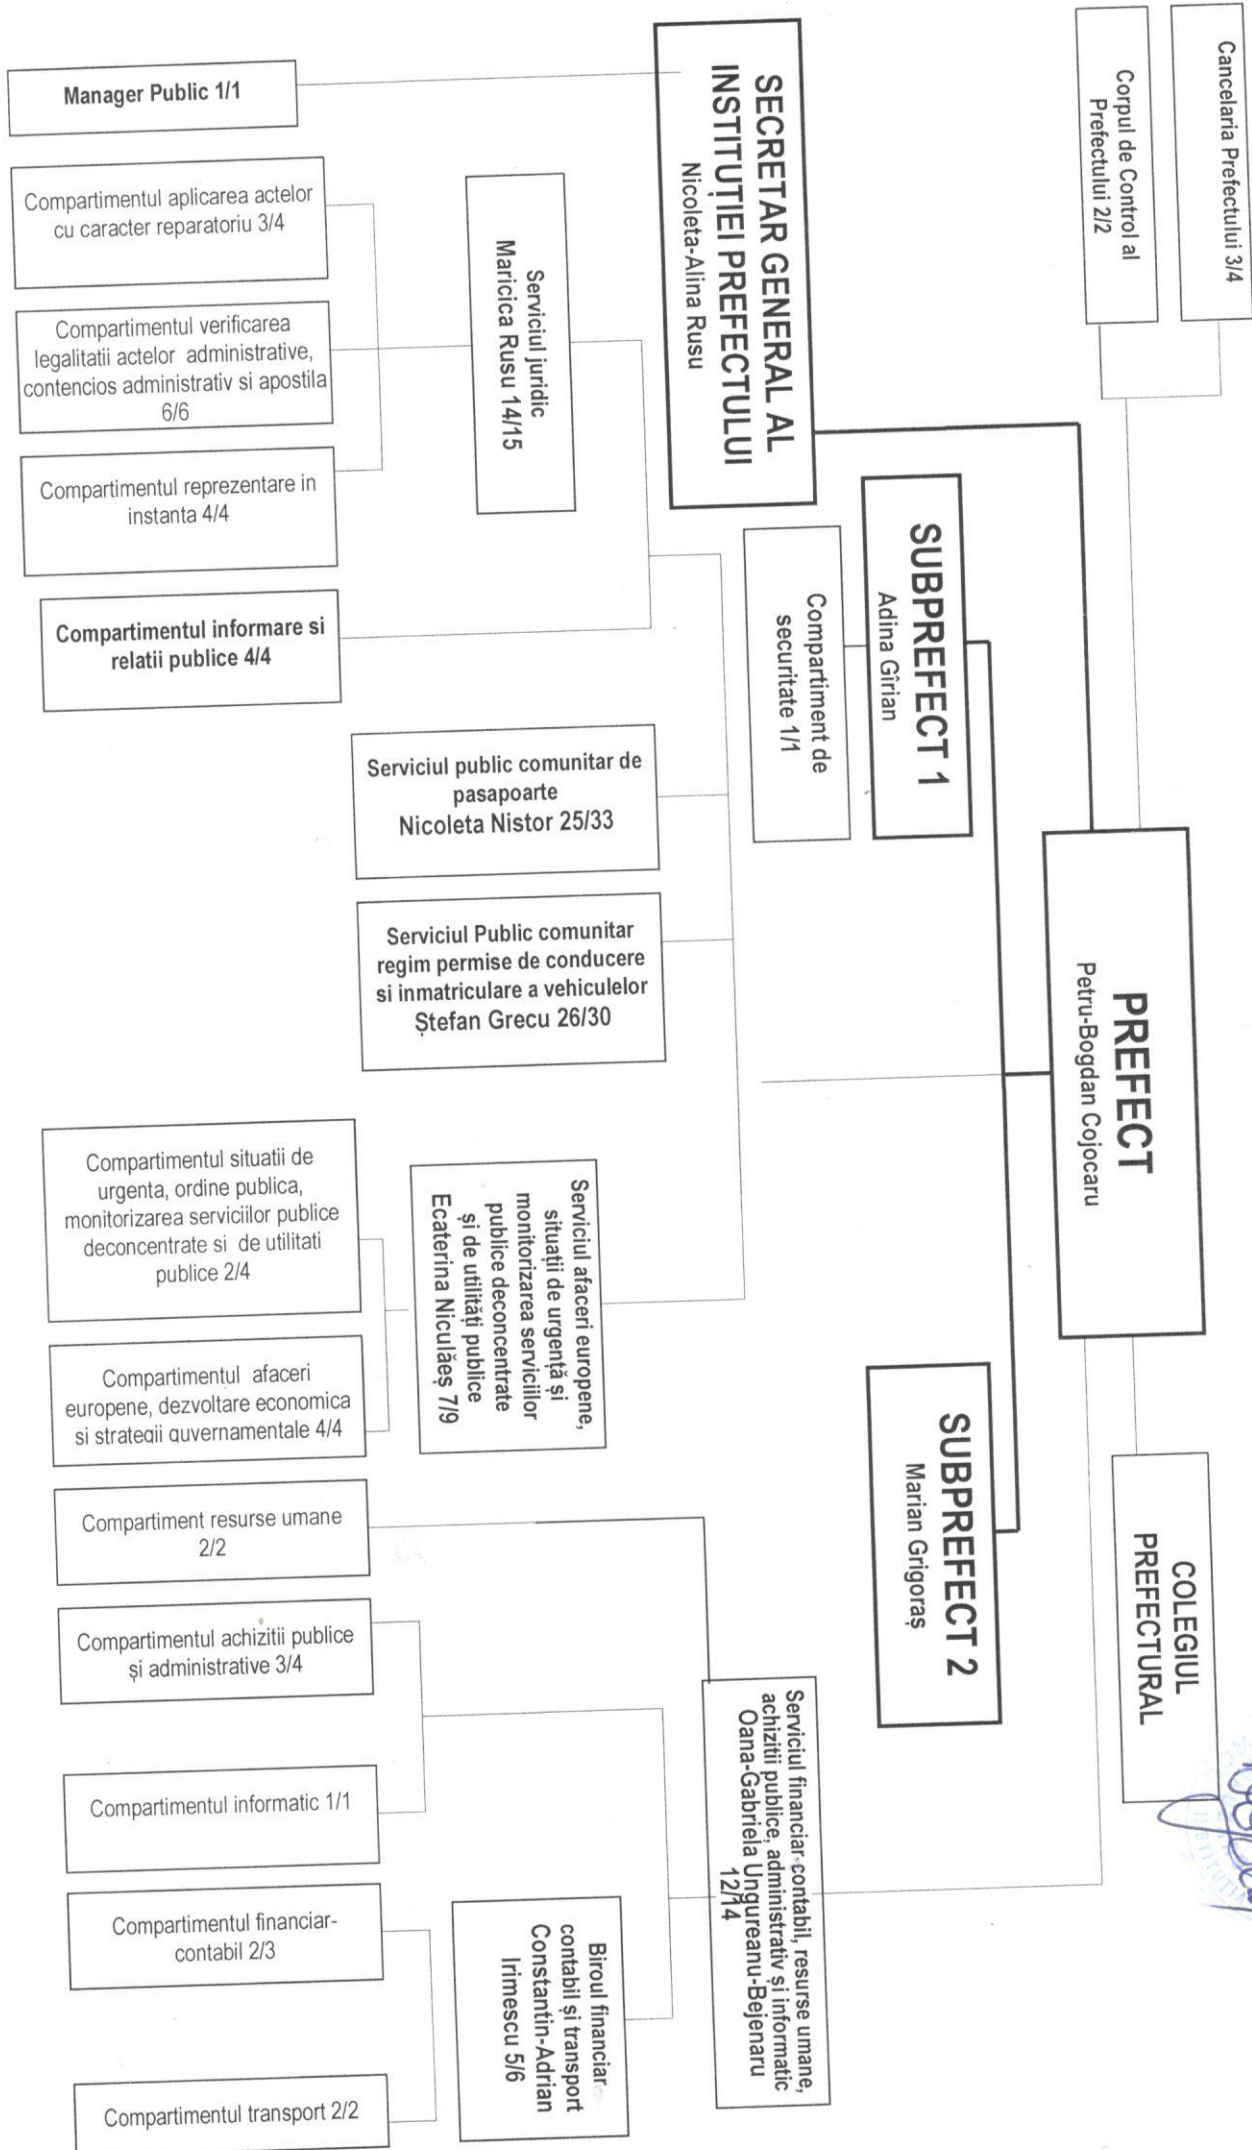 Cancelaria Prefectului 3/4
Corpul de Control al
Prefectului 2/2
PREFECT
Petru-Bogdan Cojocaru
COLEGIUL
PREFECTURAL
SECRETAR GENERAL AL
INSTITUȚIEI PREFECTULUI
Nicoleta-Alina Rusu
SUBPREFECT 1
Adina Gîrian
Compartiment de
securitate 1/1
SUBPREFECT 2
Marian Grigoraș
Manager Public 1/1
Serviciul juridic
Maricica Rusu 14/15
Compartimentul aplicarea actelor
cu caracter reparatoriu 3/4
Compartimentul verificarea
legalitatii actelor administrative,
contencios administrativ si apostila
6/6
Compartimentul reprezentare in
instanta 4/4
Compartimentul informare si
relatii publice 4/4
Serviciul public comunitar de
pasapoarte
Nicoleta Nistor 25/33
Serviciul Public comunitar
regim permise de conducere
si inmatriculare a vehiculelor
Ștefan Grecu 26/30
Serviciul afaceri europene,
situații de urgență și
monitorizarea serviciilor
publice deconcentrate
și de utilități publice
Ecaterina Niculăeș 7/9
Compartimentul situatii de
urgenta, ordine publica,
monitorizarea serviciilor publice
deconcentrate si de utilitati
publice 2/4
Compartimentul afaceri
europene, dezvoltare economica
si strategii guvernamentale 4/4
Serviciul financiar-contabil, resurse umane,
achizitii publice, administrativ și informatic
Oana-Gabriela Ungureanu-Bejenaru
12/14
Compartiment resurse umane
2/2
Compartimentul achizitii publice
și administrative 3/4
Compartimentul informatic 1/1
Biroul financiar-
contabil și transport
Constantin-Adrian
Irimescu 5/6
Compartimentul financiar-
contabil 2/3
Compartimentul transport 2/2